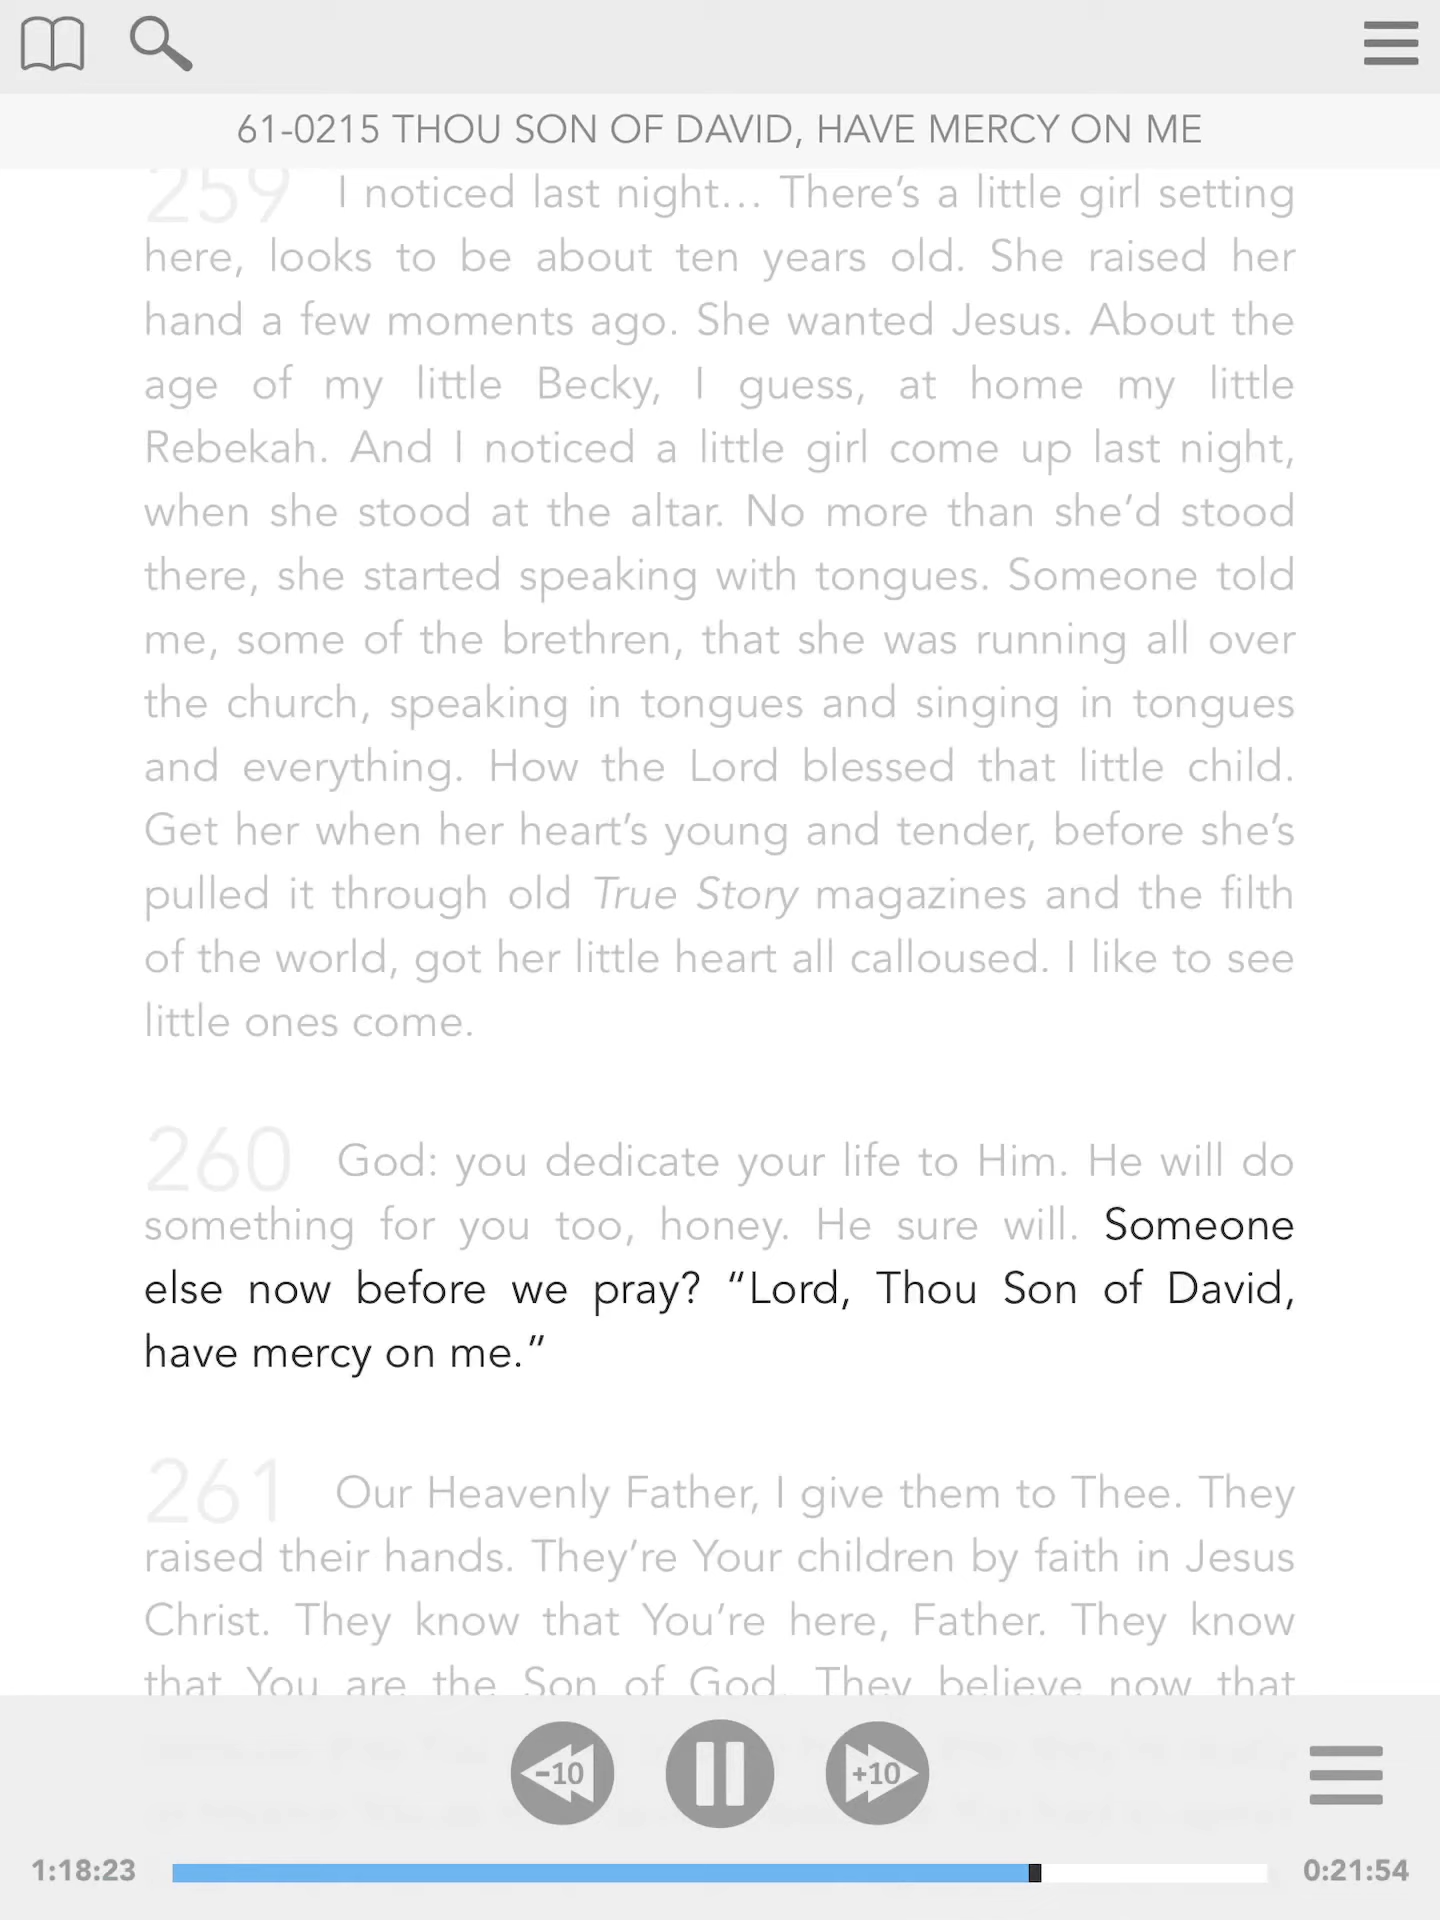 61-0215 THOU SON OF DAVID, HAVE MERCY ON ME
259 I noticed last night… There’s a little girl setting
here, looks to be about ten years old. She raised her
hand a few moments ago. She wanted Jesus. About the
age of my little Becky, I guess, at home my little
Rebekah. And I noticed a little girl come up last night,
when she stood at the altar. No more than she’d stood
there, she started speaking with tongues. Someone told
me, some of the brethren, that she was running all over
the church, speaking in tongues and singing in tongues
and everything. How the Lord blessed that little child.
Get her when her heart’s young and tender, before she’s
pulled it through old True Story magazines and the filth
of the world, got her little heart all calloused. I like to see
little ones come.
260 God: you dedicate your life to Him. He will do
something for you too, honey. He sure will. Someone
else now before we pray? “Lord, Thou Son of David,
have mercy on me.”
261 Our Heavenly Father, I give them to Thee. They
raised their hands. They’re Your children by faith in Jesus
Christ. They know that You’re here, Father. They know
that You are the Son of God. They believe now that
-10 +10
1:18:23 0:21:54